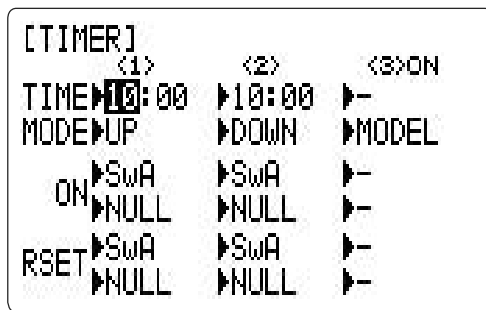 [TIMER]
<1> <2> <3>ON
TIME▶10:00 ▶10:00 ▶-
MODE▶UP ▶DOWN ▶MODEL
ON▶SwA ▶SwA ▶-
▶NULL ▶NULL ▶-
RSET▶SwA ▶SwA ▶-
▶NULL ▶NULL ▶-